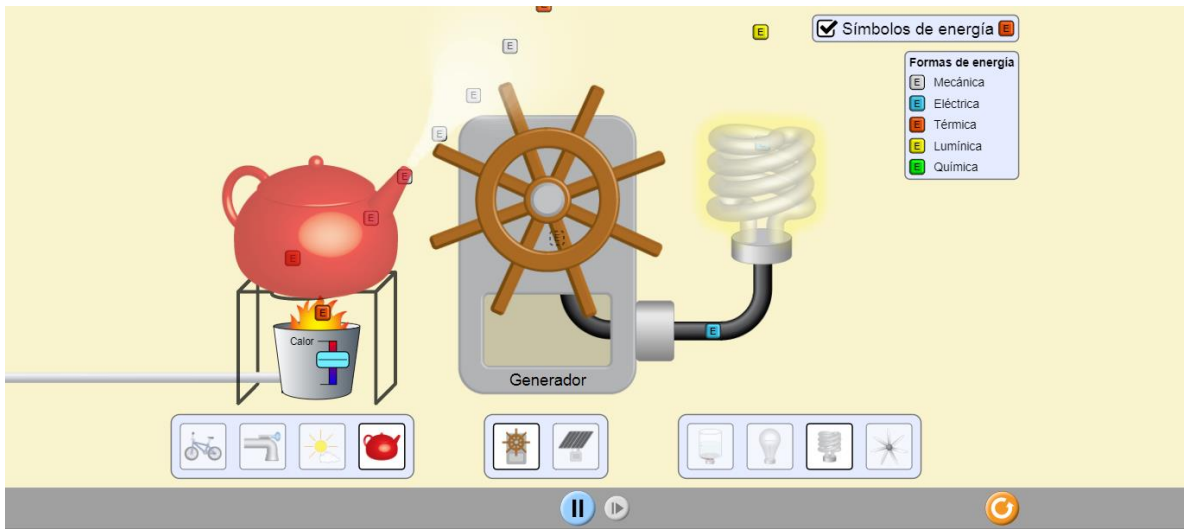 E
E
E
Símbolos de energía E
Formas de energía
E Mecánica
E Eléctrica
E Térmica
E Lumínica
E Química
E
E
E
E
E
E
E
E
E
Calor
Generador